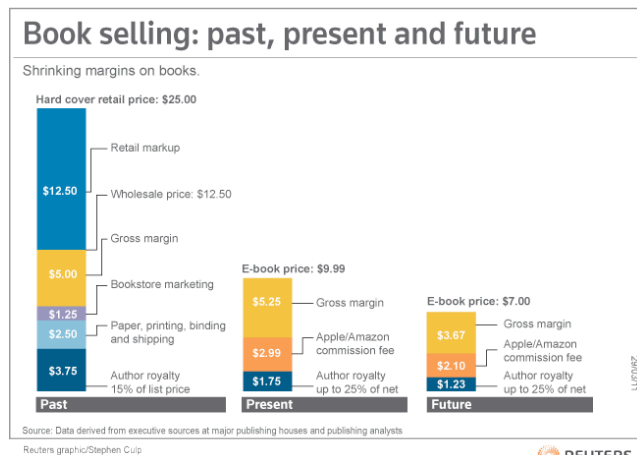 Book selling: past, present and future
Shrinking margins on books.
Hard cover retail price: $25.00
$12.50
Retail markup
Wholesale price: $12.50
$5.00
Gross margin
$1.25
Bookstore marketing
$2.50
Paper, printing, binding
and shipping
$3.75
Author royalty
15% of list price
Past
E-book price: $9.99
$5.25
Gross margin
$2.99
Apple/Amazon
commission fee
$1.75
Author royalty
up to 25% of net
Present
E-book price: $7.00
$3.67
Gross margin
$2.10
Apple/Amazon
commission fee
$1.23
Author royalty
up to 25% of net
Future
29/03/11
Source: Data derived from executive sources at major publishing houses and publishing analysts
Reuters graphic/Stephen Culp
REUTERS